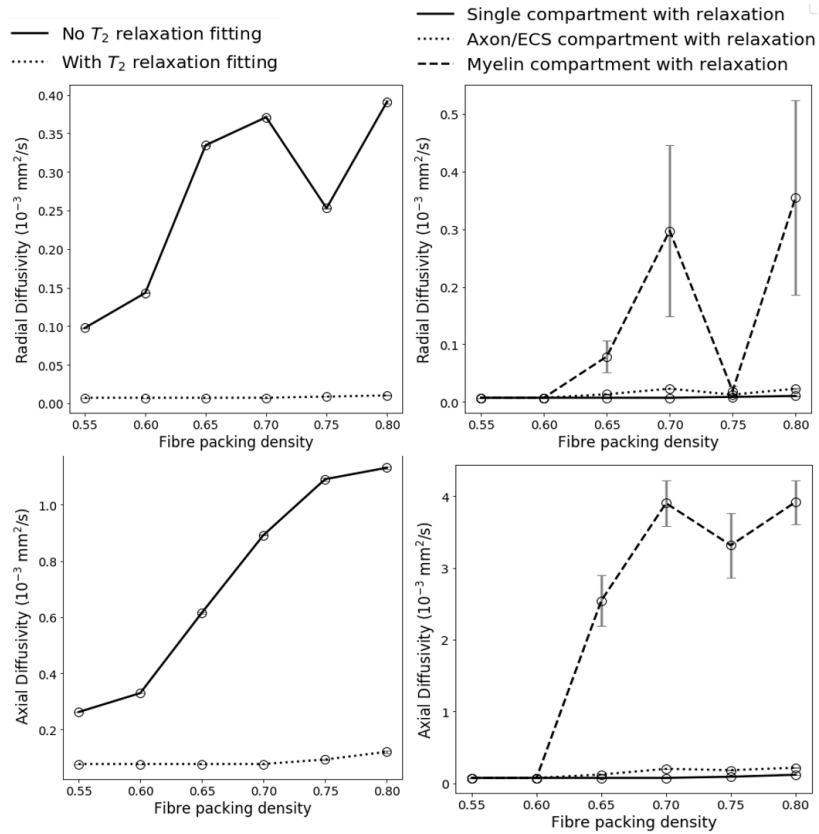 No T₂ relaxation fitting
With T₂ relaxation fitting
Single compartment with relaxation
Axon/ECS compartment with relaxation
Myelin compartment with relaxation
Radial Diffusivity (10⁻³ mm²/s)
0.40
0.35
0.30
0.25
0.20
0.15
0.10
0.05
0.00
0.55 0.60 0.65 0.70 0.75 0.80
Fibre packing density
Radial Diffusivity (10⁻³ mm²/s)
0.5
0.4
0.3
0.2
0.1
0.0
0.55 0.60 0.65 0.70 0.75 0.80
Fibre packing density
Axial Diffusivity (10⁻³ mm²/s)
1.0
0.8
0.6
0.4
0.2
0.55 0.60 0.65 0.70 0.75 0.80
Fibre packing density
Axial Diffusivity (10⁻³ mm²/s)
4
3
2
1
0
0.55 0.60 0.65 0.70 0.75 0.80
Fibre packing density